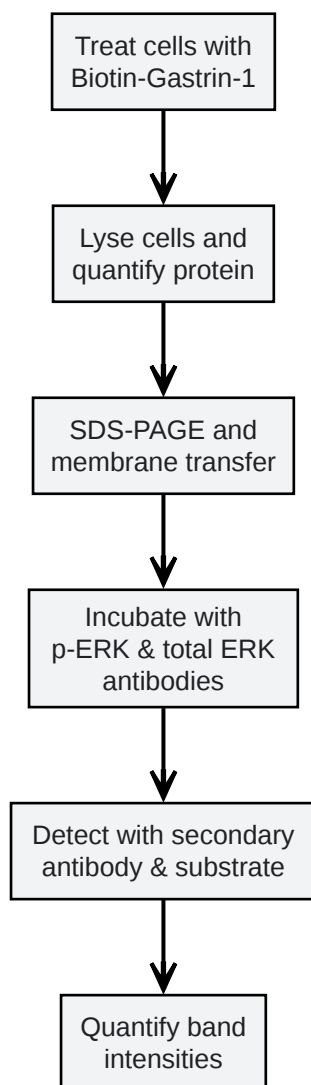 Treat cells with
Biotin-Gastrin-1
Lyse cells and
quantify protein
SDS-PAGE and
membrane transfer
Incubate with
p-ERK & total ERK
antibodies
Detect with secondary
antibody & substrate
Quantify band
intensities